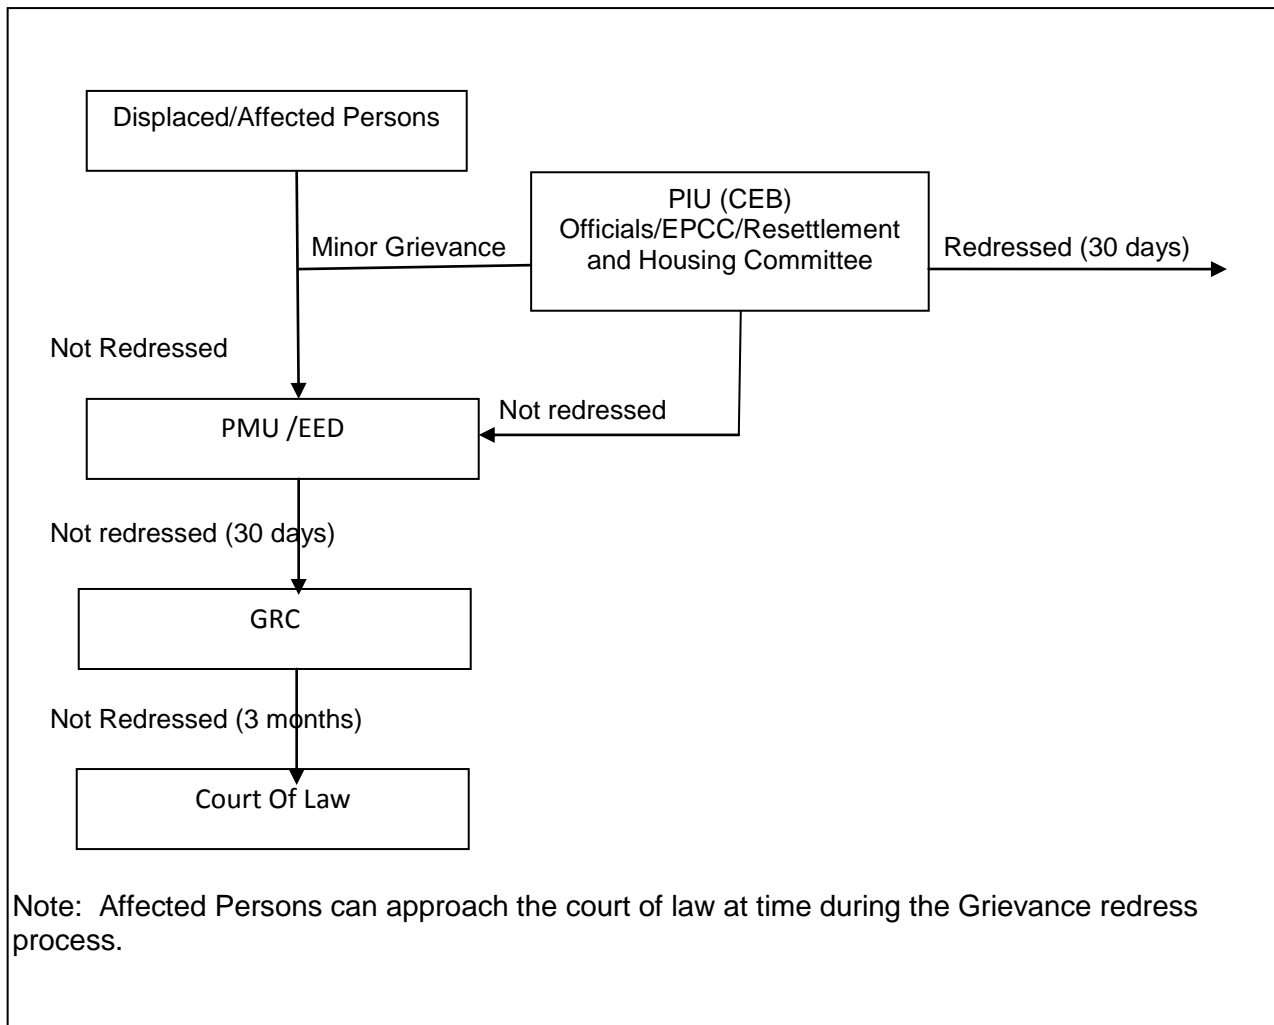 Displaced/Affected Persons
PIU (CEB)
Officials/EPCC/Resettlement
and Housing Committee
Minor Grievance
Redressed (30 days)
Not Redressed
Not redressed
PMU /EED
Not redressed (30 days)
GRC
Not Redressed (3 months)
Court Of Law
Note: Affected Persons can approach the court of law at time during the Grievance redress
process.